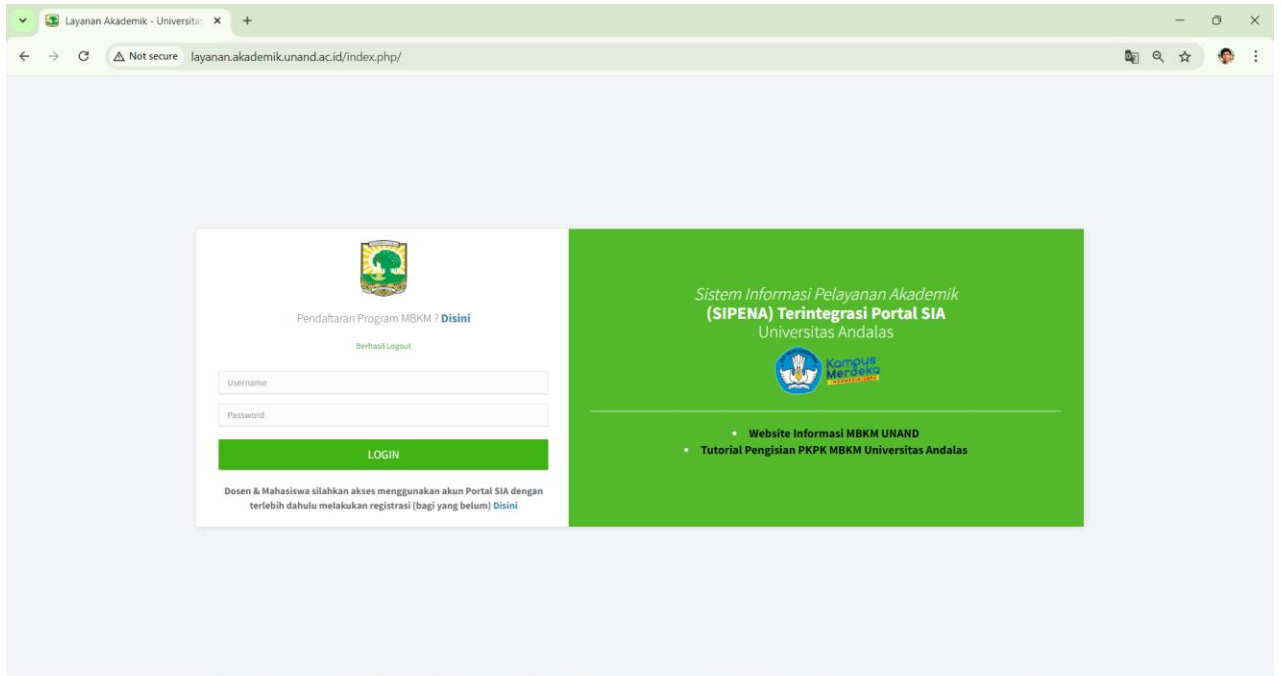 Layanan Akademik - Universitas
Not secure
layanan.akademik.unand.ac.id/index.php/
Pendaftaran Program MBKM ? Disini
Berhasil Logout
Username
Password
LOGIN
Dosen & Mahasiswa silahkan akses menggunakan akun Portal SIA dengan
terlebih dahulu melakukan registrasi (bagi yang belum) Disini
Sistem Informasi Pelayanan Akademik
(SIPENA) Terintegrasi Portal SIA
Universitas Andalas
Kampus
Merdeka
INDONESIA JAYA
Website Informasi MBKM UNAND
Tutorial Pengisian PKPK MBKM Universitas Andalas